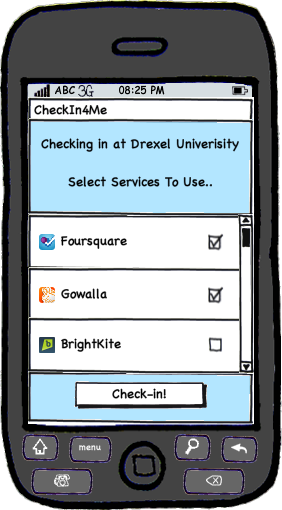 ABC 3G 08:25 PM
CheckIn4Me
Checking in at Drexel Univerisity
Select Services To Use..
Foursquare
Gowalla
BrightKite
Check-in!
menu